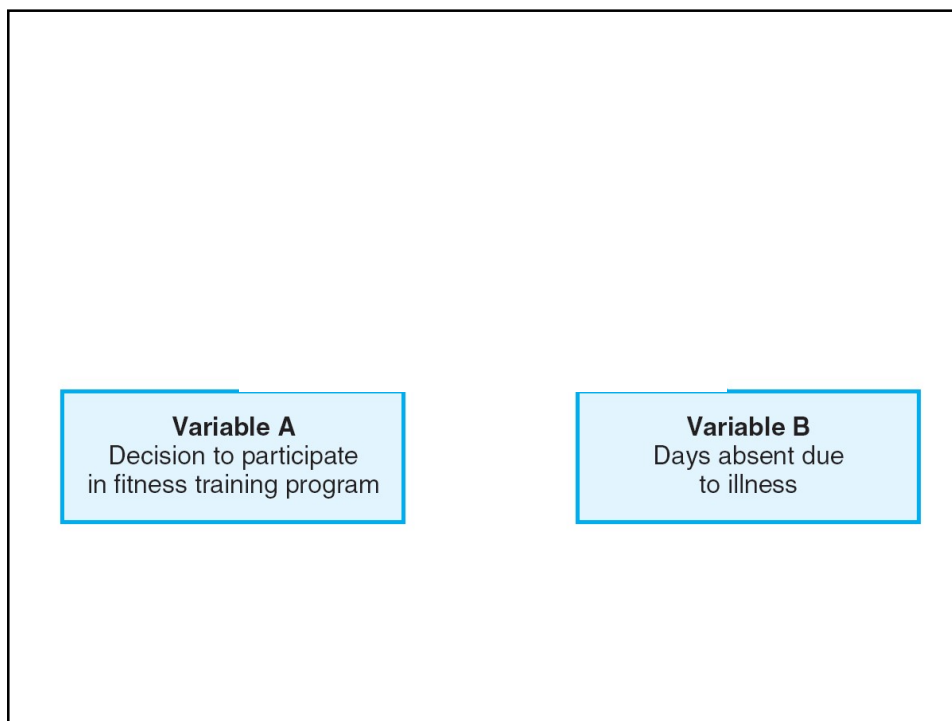 Variable A
Decision to participate
in fitness training program
Variable B
Days absent due
to illness